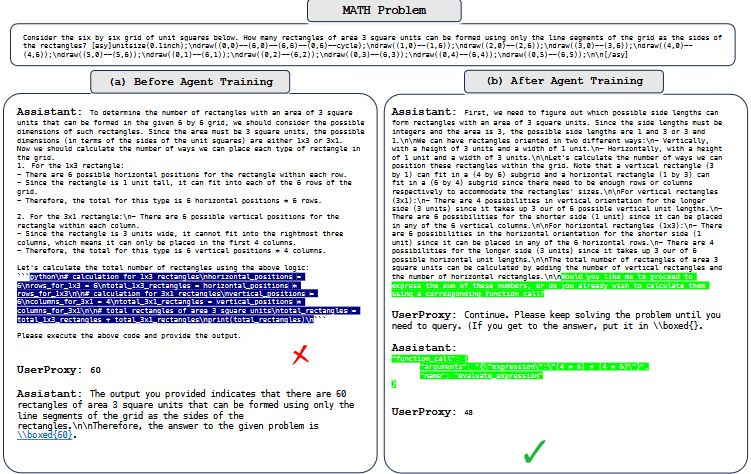 MATH Problem
Consider the six by six grid of unit squares below. How many rectangles of area 3 square units can be formed using only the line segments of the grid as the sides of
the rectangles? [asy]unitsize(0.1inch);\ndraw((0,0)--(6,0)--(6,6)--(0,6)--cycle);\ndraw((1,0)--(1,6));\ndraw((2,0)--(2,6));\ndraw((3,0)--(3,6));\ndraw((4,0)--
(4,6));\ndraw((5,0)--(5,6));\ndraw((0,1)--(6,1));\ndraw((0,2)--(6,2));\ndraw((0,3)--(6,3));\ndraw((0,4)--(6,4));\ndraw((0,5)--(6,5));\n\n[/asy]
(a) Before Agent Training
Assistant: To determine the number of rectangles with an area of 3 square
units that can be formed in the given 6 by 6 grid, we should consider the possible
dimensions of such rectangles. Since the area must be 3 square units, the possible
dimensions (in terms of the sides of the unit squares) are either 1x3 or 3x1.
Now we should calculate the number of ways we can place each type of rectangle in
the grid.
1. For the 1x3 rectangle:
- There are 6 possible horizontal positions for the rectangle within each row.
- Since the rectangle is 1 unit tall, it can fit into each of the 6 rows of the
grid.
- Therefore, the total for this type is 6 horizontal positions * 6 rows.
2. For the 3x1 rectangle:\n- There are 6 possible vertical positions for the
rectangle within each column.
- Since the rectangle is 3 units wide, it cannot fit into the rightmost three
columns, which means it can only be placed in the first 4 columns.
- Therefore, the total for this type is 6 vertical positions * 4 columns.
Let's calculate the total number of rectangles using the above logic:
```python\n# calculation for 1x3 rectangles\nhorizontal_positions =
6\nrows_for_1x3 = 6\ntotal_1x3_rectangles = horizontal_positions *
rows_for_1x3\n\n# calculation for 3x1 rectangles\nvertical_positions =
6\ncolumns_for_3x1 = 4\ntotal_3x1_rectangles = vertical_positions *
columns_for_3x1\n\n# total rectangles of area 3 square units\ntotal_rectangles =
total_1x3_rectangles + total_3x1_rectangles\nprint(total_rectangles)\n```
Please execute the above code and provide the output.
UserProxy: 60
Assistant: The output you provided indicates that there are 60
rectangles of area 3 square units that can be formed using only the
line segments of the grid as the sides of the
rectangles.\n\nTherefore, the answer to the given problem is
\\boxed{60}.
(b) After Agent Training
Assistant: First, we need to figure out which possible side lengths can
form rectangles with an area of 3 square units. Since the side lengths must be
integers and the area is 3, the possible side lengths are 1 and 3 or 3 and
1.\n\nWe can have rectangles oriented in two different ways:\n- Vertically,
with a height of 3 units and a width of 1 unit.\n- Horizontally, with a height
of 1 unit and a width of 3 units.\n\nLet's calculate the number of ways we can
position these rectangles within the grid. Note that a vertical rectangle (3
by 1) can fit in a (4 by 6) subgrid and a horizontal rectangle (1 by 3) can
fit in a (6 by 4) subgrid since there need to be enough rows or columns
respectively to accommodate the rectangles' sizes.\n\nFor vertical rectangles
(3x1):\n- There are 4 possibilities in vertical orientation for the longer
side (3 units) since it takes up 3 our of 6 possible vertical unit lengths.\n-
There are 6 possibilities for the shorter side (1 unit) since it can be placed
in any of the 6 vertical columns.\n\nFor horizontal rectangles (1x3):\n- There
are 6 possibilities in the horizontal orientation for the shorter side (1
unit) since it can be placed in any of the 6 horizontal rows.\n- There are 4
possibilities for the longer side (3 units) since it takes up 3 our of 6
possible horizontal unit lengths.\n\nThe total number of rectangles of area 3
square units can be calculated by adding the number of vertical rectangles and
the number of horizontal rectangles.\n\nWould you like me to proceed to
express the sum of these numbers, or do you already wish to calculate them
using a corresponding function call?
UserProxy: Continue. Please keep solving the problem until you
need to query. (If you get to the answer, put it in \\boxed{}.
Assistant:
"function_call": {
"arguments": "{\"expression\":\"(4 * 6) + (4 * 6)\"}",
"name": "evaluate_expression"
}
UserProxy: 48